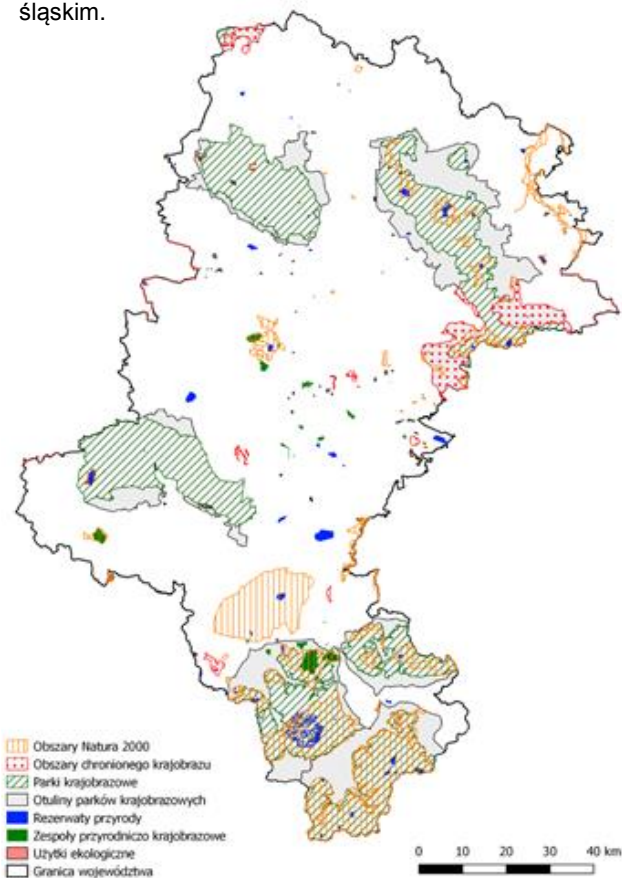 śląskim.
Obszary Natura 2000
Obszary chronionego krajobrazu
Parki krajobrazowe
Otuliny parków krajobrazowych
Rezerwaty przyrody
Zespoły przyrodniczo krajobrazowe
Użytki ekologiczne
Granica województwa
0 10 20 30 40 km